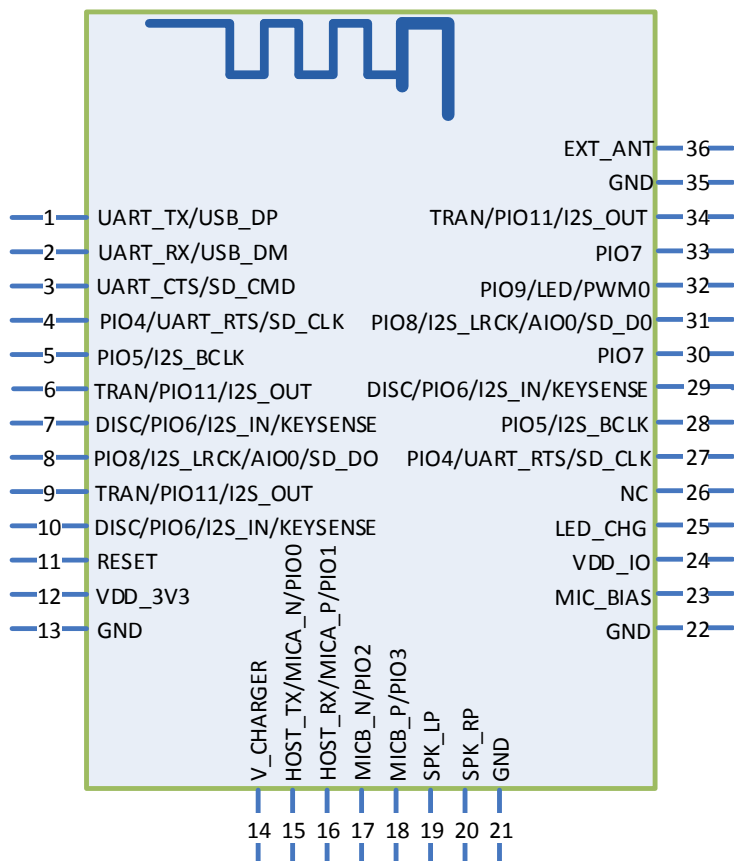 EXT_ANT 36
GND 35
1 UART_TX/USB_DP
TRAN/PIO11/I2S_OUT 34
2 UART_RX/USB_DM
PIO7 33
3 UART_CTS/SD_CMD
PIO9/LED/PWM0 32
4 PIO4/UART_RTS/SD_CLK
PIO8/I2S_LRCK/AIO0/SD_D0 31
5 PIO5/I2S_BCLK
PIO7 30
6 TRAN/PIO11/I2S_OUT
DISC/PIO6/I2S_IN/KEYSENSE 29
7 DISC/PIO6/I2S_IN/KEYSENSE
PIO5/I2S_BCLK 28
8 PIO8/I2S_LRCK/AIO0/SD_DO
PIO4/UART_RTS/SD_CLK 27
9 TRAN/PIO11/I2S_OUT
NC 26
10 DISC/PIO6/I2S_IN/KEYSENSE
LED_CHG 25
11 RESET
VDD_IO 24
12 VDD_3V3
MIC_BIAS 23
13 GND
GND 22
V_CHARGER
HOST_TX/MICA_N/PIO0
HOST_RX/MICA_P/PIO1
MICB_N/PIO2
MICB_P/PIO3
SPK_LP
SPK_RP
GND
14 15 16 17 18 19 20 21